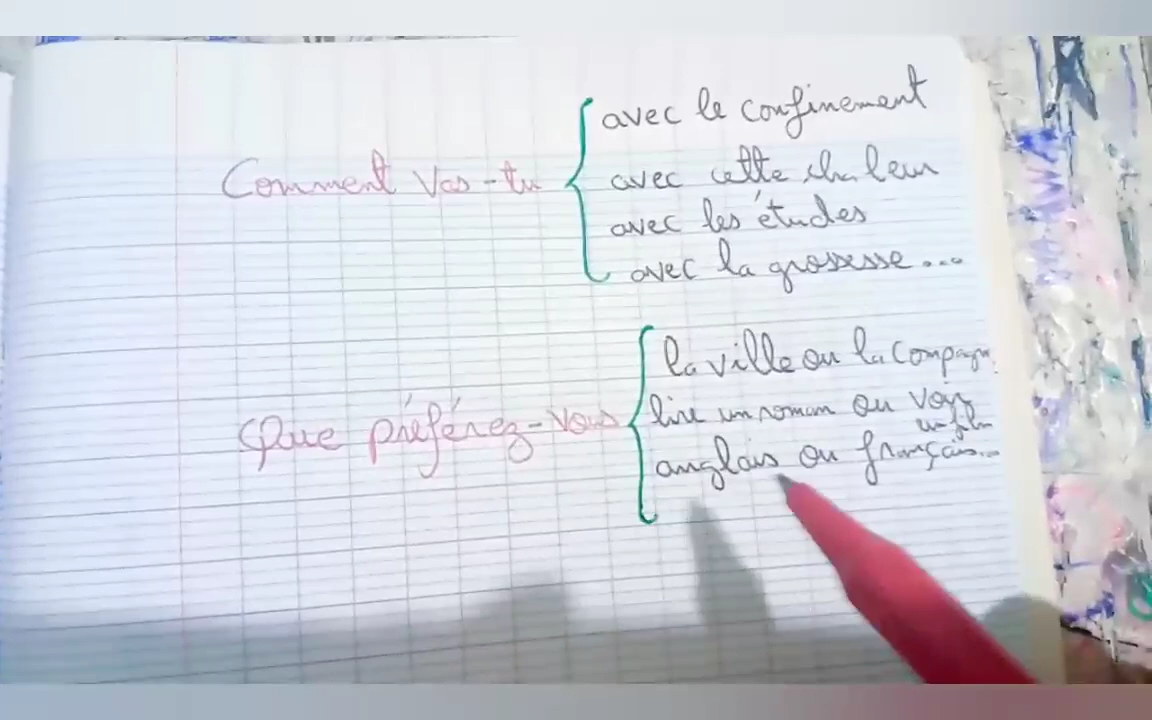 Comment vas-tu
avec le confinement
avec cette chaleur
avec les études
avec la grossesse...
Que préférez-vous
la ville ou la compagn.
lire un roman ou voir
un film
anglais ou français...